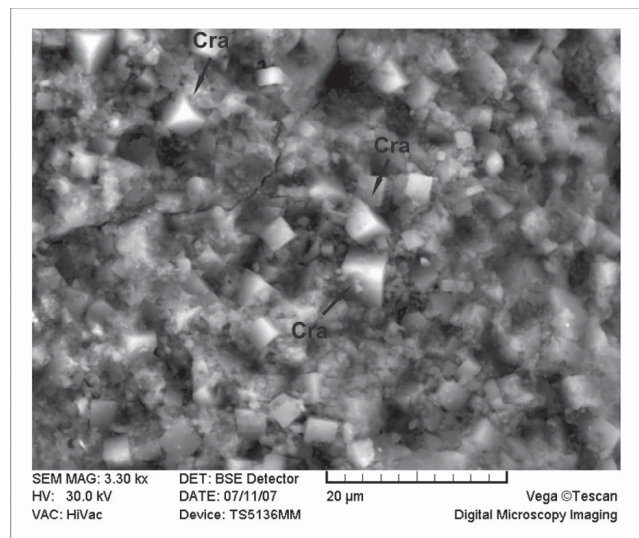 Cra
Cra
Cra
SEM MAG: 3.30 kx DET: BSE Detector
HV: 30.0 kV DATE: 07/11/07 20 µm Vega ©Tescan
VAC: HiVac Device: TS5136MM Digital Microscopy Imaging